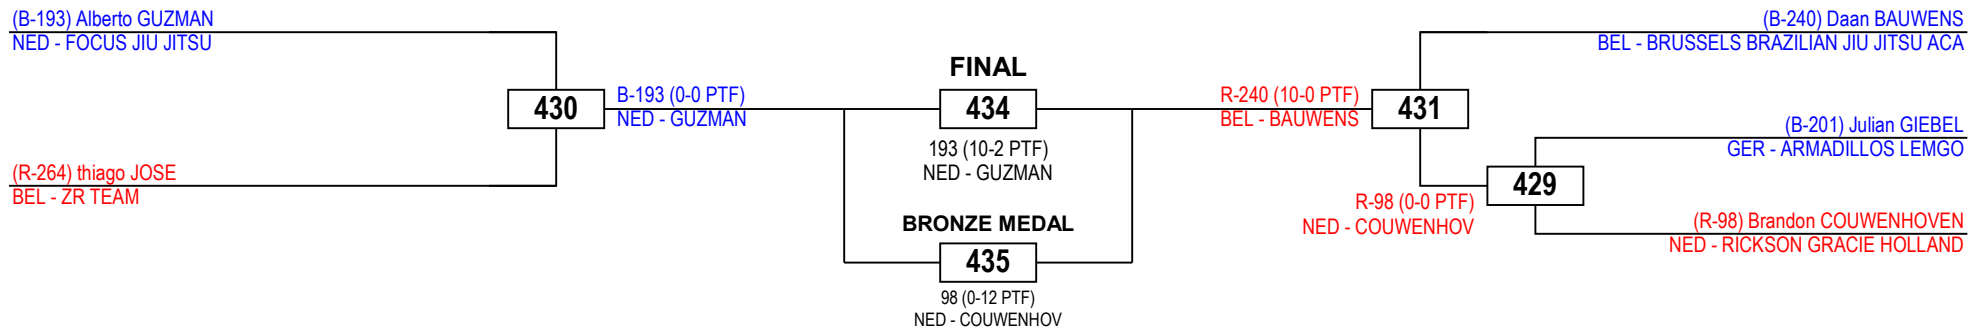 (B-193) Alberto GUZMAN
NED - FOCUS JIU JITSU
(R-264) thiago JOSE
BEL - ZR TEAM
430
B-193 (0-0 PTF)
NED - GUZMAN
FINAL
434
193 (10-2 PTF)
NED - GUZMAN
BRONZE MEDAL
435
98 (0-12 PTF)
NED - COUWENHOV
R-240 (10-0 PTF)
BEL - BAUWENS
431
(B-240) Daan BAUWENS
BEL - BRUSSELS BRAZILIAN JIU JITSU ACA
R-98 (0-0 PTF)
NED - COUWENHOV
429
(B-201) Julian GIEBEL
GER - ARMADILLOS LEMGO
(R-98) Brandon COUWENHOVEN
NED - RICKSON GRACIE HOLLAND